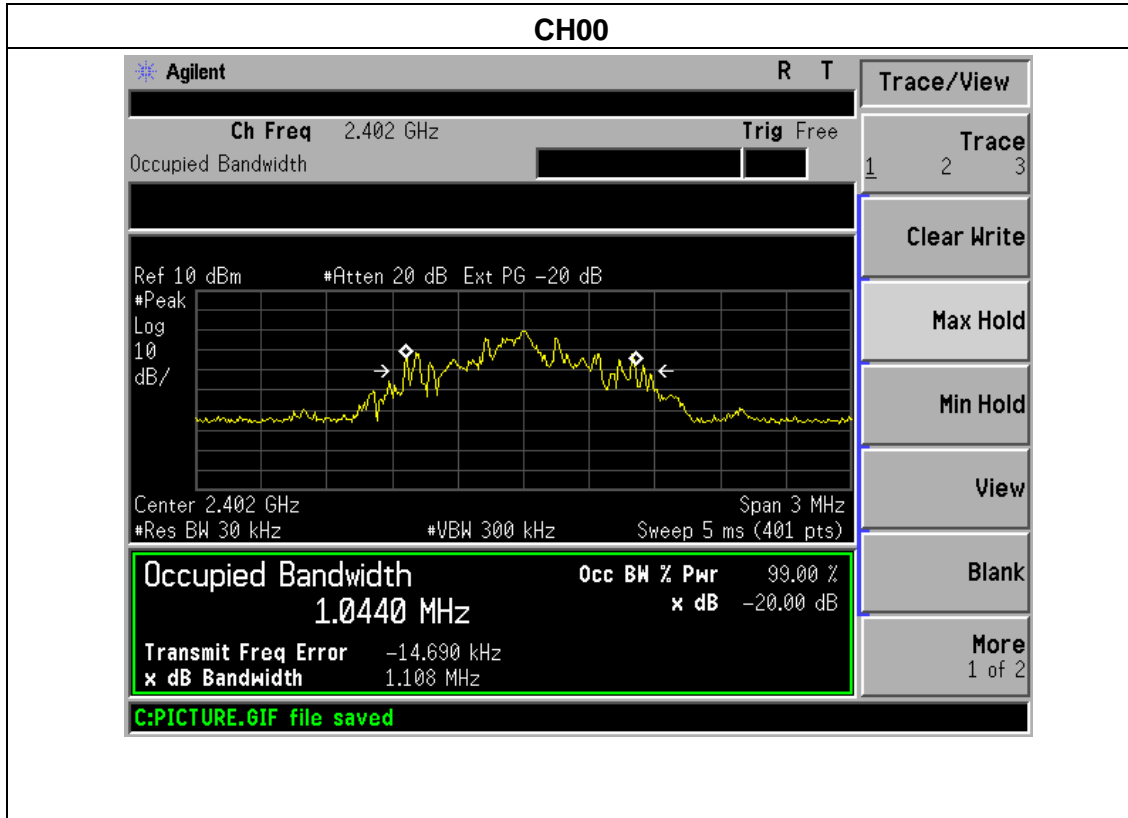 CH00
Agilent R T
Ch Freq 2.402 GHz Trig Free
Occupied Bandwidth
Ref 10 dBm #Atten 20 dB Ext PG -20 dB
#Peak
Log
10
dB/
Center 2.402 GHz Span 3 MHz
#Res BW 30 kHz #VBW 300 kHz Sweep 5 ms (401 pts)
Occupied Bandwidth Occ BW % Pwr 99.00 %
1.0440 MHz x dB -20.00 dB
Transmit Freq Error -14.690 kHz
x dB Bandwidth 1.108 MHz
C:PICTURE.GIF file saved
Trace/View
Trace
1 2 3
Clear Write
Max Hold
Min Hold
View
Blank
More
1 of 2